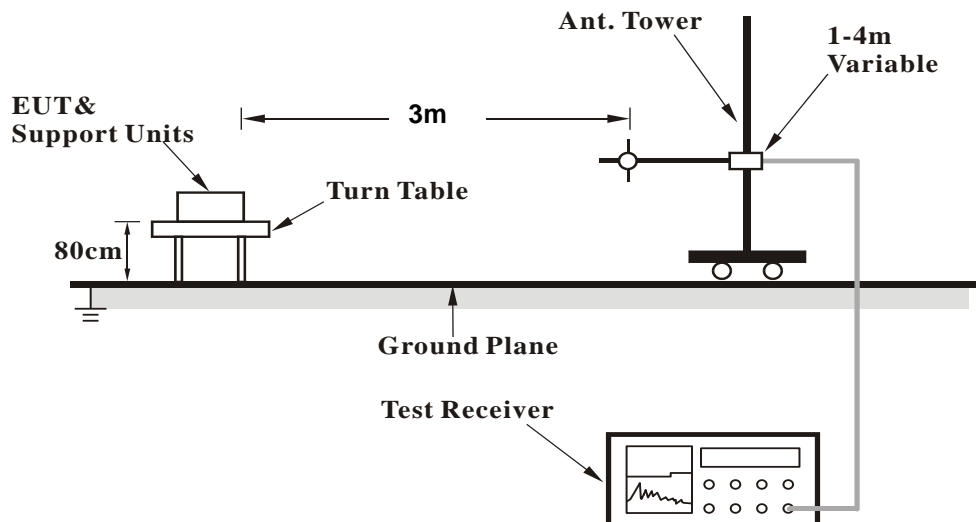 Ant. Tower
1-4m
Variable
EUT&
Support Units
3m
Turn Table
80cm
Ground Plane
Test Receiver